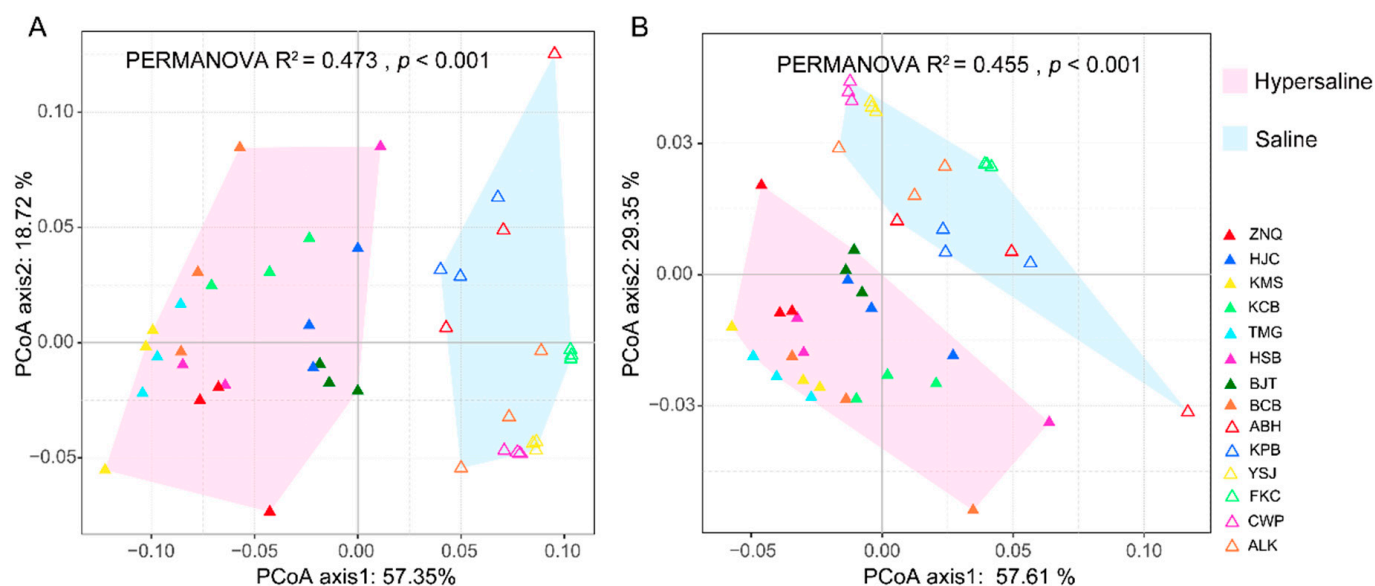 A
PERMANOVA R² = 0.473 , p < 0.001
0.10
0.05
0.00
−0.05
PCoA axis2: 18.72 %
−0.10
−0.05
0.00
0.05
0.10
PCoA axis1: 57.35%
B
PERMANOVA R² = 0.455 , p < 0.001
0.03
0.00
−0.03
PCoA axis2: 29.35 %
−0.05
0.00
0.05
0.10
PCoA axis1: 57.61 %
Hypersaline
Saline
ZNQ
HJC
KMS
KCB
TMG
HSB
BJT
BCB
ABH
KPB
YSJ
FKC
CWP
ALK